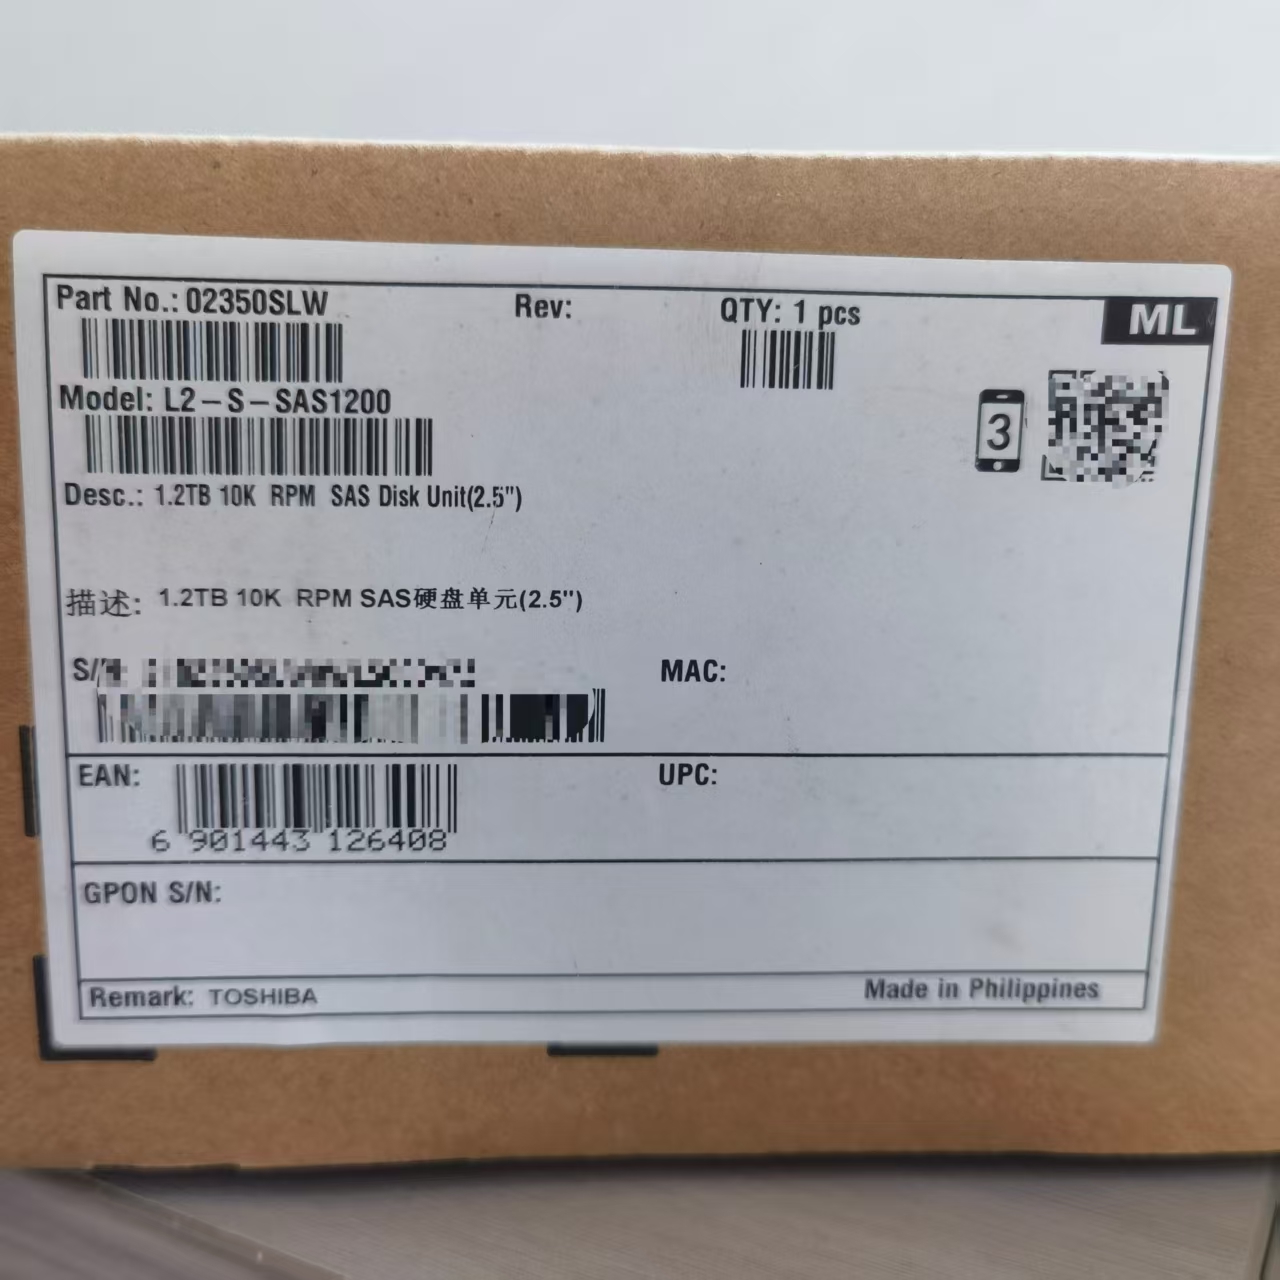 Part No.: 02350SLW Rev: QTY: 1 pcs ML
Model: L2-S-SAS1200
3
Desc.: 1.2TB 10K RPM SAS Disk Unit(2.5")
描述: 1.2TB 10K RPM SAS硬盘单元(2.5")
MAC:
EAN: UPC:
6 901443 126408
GPON S/N:
Remark: TOSHIBA Made in Philippines